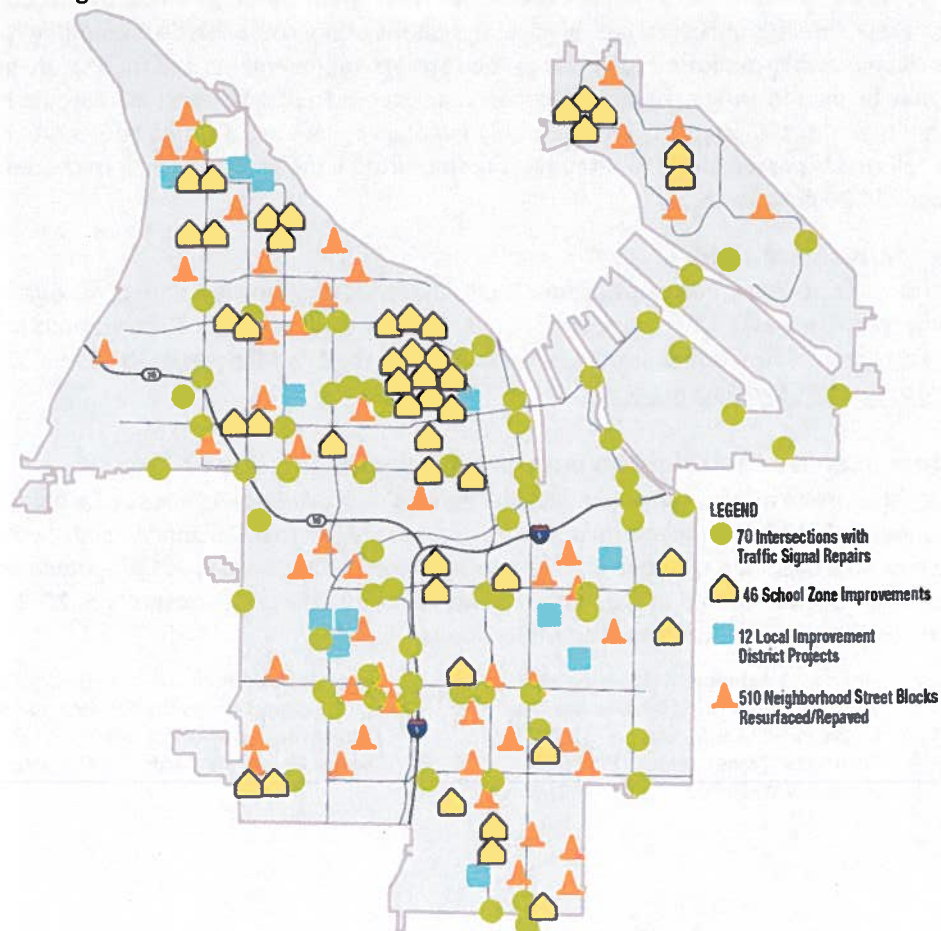 LEGEND
70 Intersections with
Traffic Signal Repairs
46 School Zone Improvements
12 Local Improvement
District Projects
510 Neighborhood Street Blocks
Resurfaced/Repaved
16
16
5
5